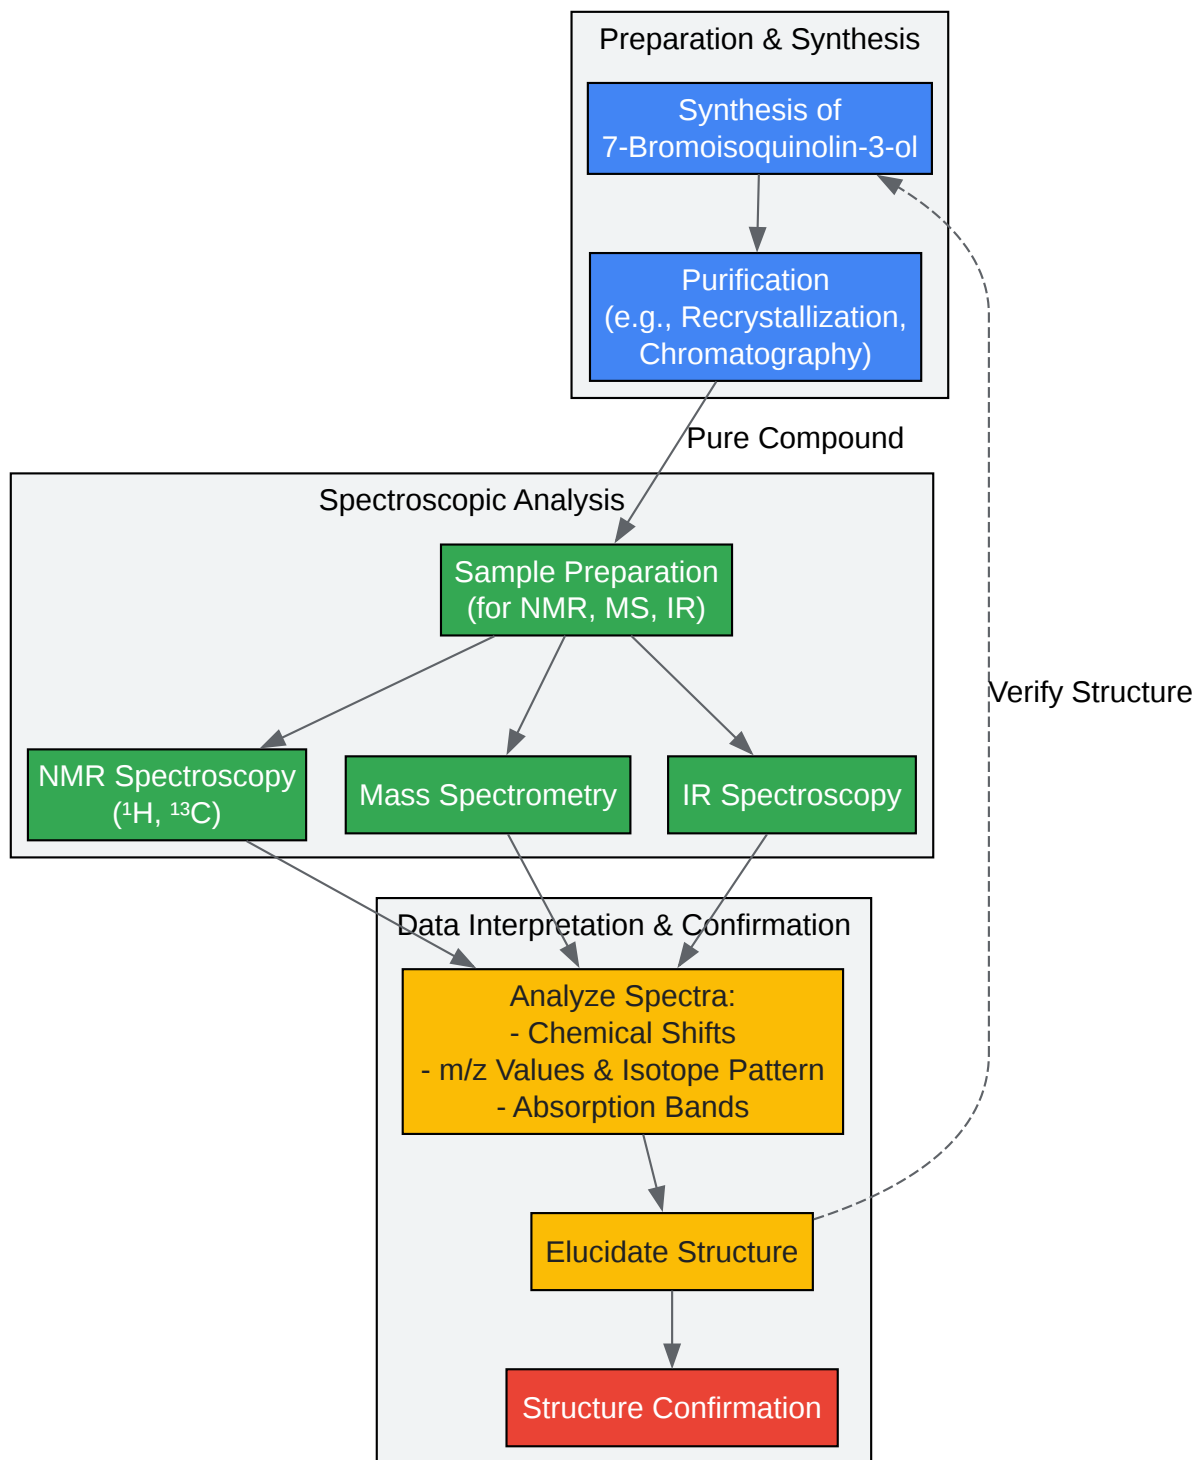 Preparation & Synthesis
Synthesis of
7-Bromoisoquinolin-3-ol
Purification
(e.g., Recrystallization,
Chromatography)
Pure Compound
Spectroscopic Analysis
Sample Preparation
(for NMR, MS, IR)
Verify Structure
NMR Spectroscopy
(¹H, ¹³C)
Mass Spectrometry
IR Spectroscopy
Data Interpretation & Confirmation
Analyze Spectra:
- Chemical Shifts
- m/z Values & Isotope Pattern
- Absorption Bands
Elucidate Structure
Structure Confirmation